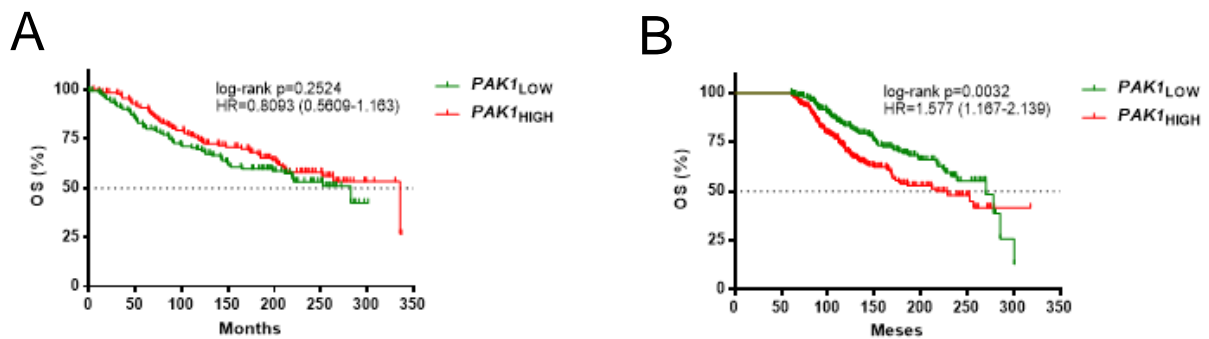 A
log-rank p=0.2524
HR=0.8093 (0.5609-1.163)
PAK1LOW
PAK1HIGH
100
75
50
25
0
OS (%)
0 50 100 150 200 250 300 350
Months
B
log-rank p=0.0032
HR=1.577 (1.167-2.139)
PAK1LOW
PAK1HIGH
100
75
50
25
0
OS (%)
0 50 100 150 200 250 300 350
Meses